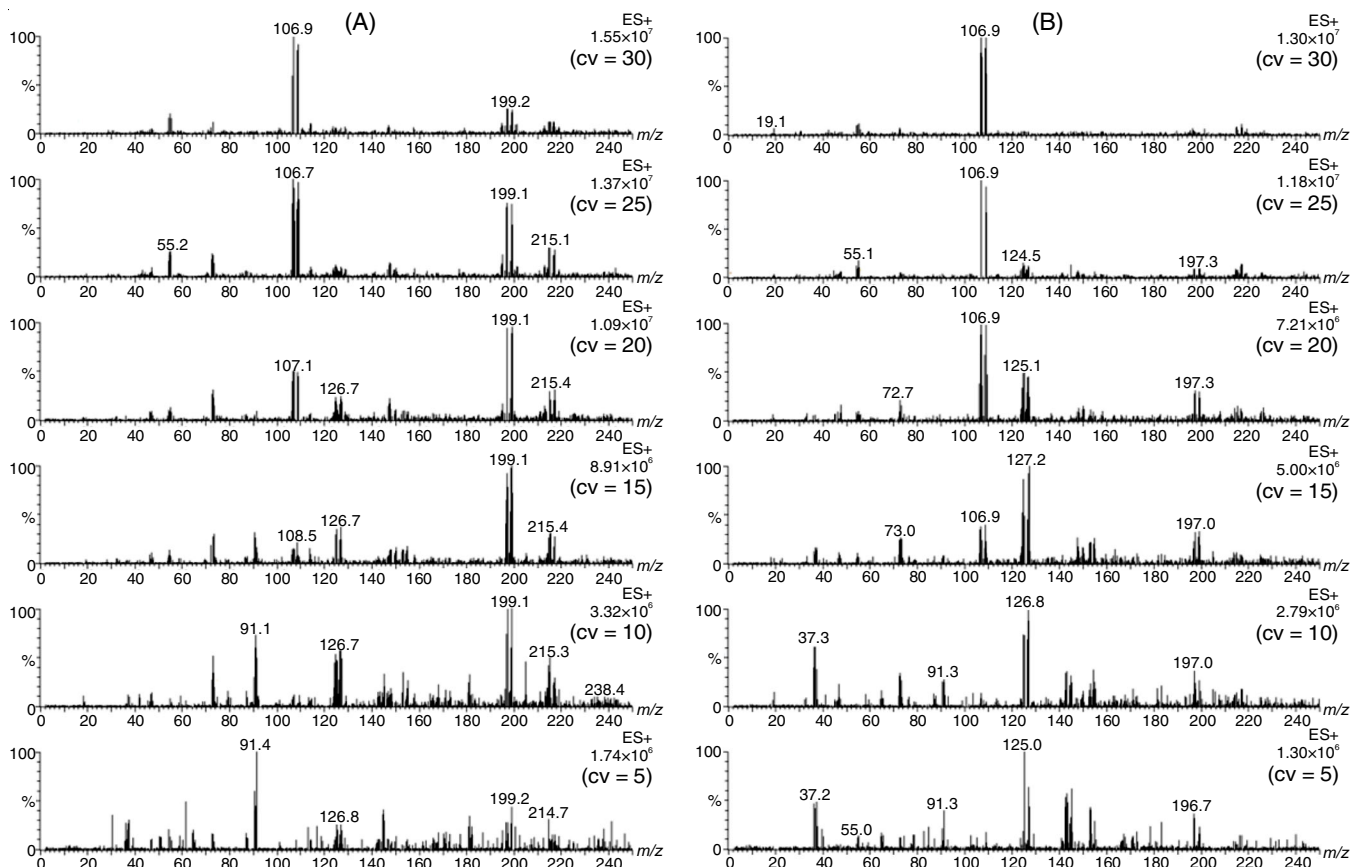 (A)
ES+
1.55×10⁷
(cv = 30)
100
106.9
%
199.2
0
m/z
0 20 40 60 80 100 120 140 160 180 200 220 240
ES+
1.37×10⁷
(cv = 25)
100
106.7
199.1
%
55.2
215.1
0
m/z
0 20 40 60 80 100 120 140 160 180 200 220 240
ES+
1.09×10⁷
(cv = 20)
100
199.1
%
107.1
126.7
215.4
0
m/z
0 20 40 60 80 100 120 140 160 180 200 220 240
ES+
8.91×10⁶
(cv = 15)
100
199.1
%
108.5
126.7
215.4
0
m/z
0 20 40 60 80 100 120 140 160 180 200 220 240
ES+
3.32×10⁶
(cv = 10)
100
199.1
91.1
%
126.7
215.3
238.4
0
m/z
0 20 40 60 80 100 120 140 160 180 200 220 240
ES+
1.74×10⁶
(cv = 5)
100
91.4
%
126.8
199.2
214.7
0
m/z
0 20 40 60 80 100 120 140 160 180 200 220 240
(B)
ES+
1.30×10⁷
(cv = 30)
100
106.9
%
19.1
0
m/z
0 20 40 60 80 100 120 140 160 180 200 220 240
ES+
1.18×10⁷
(cv = 25)
100
106.9
%
55.1
124.5
197.3
0
m/z
0 20 40 60 80 100 120 140 160 180 200 220 240
ES+
7.21×10⁶
(cv = 20)
100
106.9
%
72.7
125.1
197.3
0
m/z
0 20 40 60 80 100 120 140 160 180 200 220 240
ES+
5.00×10⁶
(cv = 15)
100
127.2
%
73.0
106.9
197.0
0
m/z
0 20 40 60 80 100 120 140 160 180 200 220 240
ES+
2.79×10⁶
(cv = 10)
100
126.8
%
37.3
91.3
197.0
0
m/z
0 20 40 60 80 100 120 140 160 180 200 220 240
ES+
1.30×10⁶
(cv = 5)
100
125.0
%
37.2
55.0
91.3
196.7
0
m/z
0 20 40 60 80 100 120 140 160 180 200 220 240